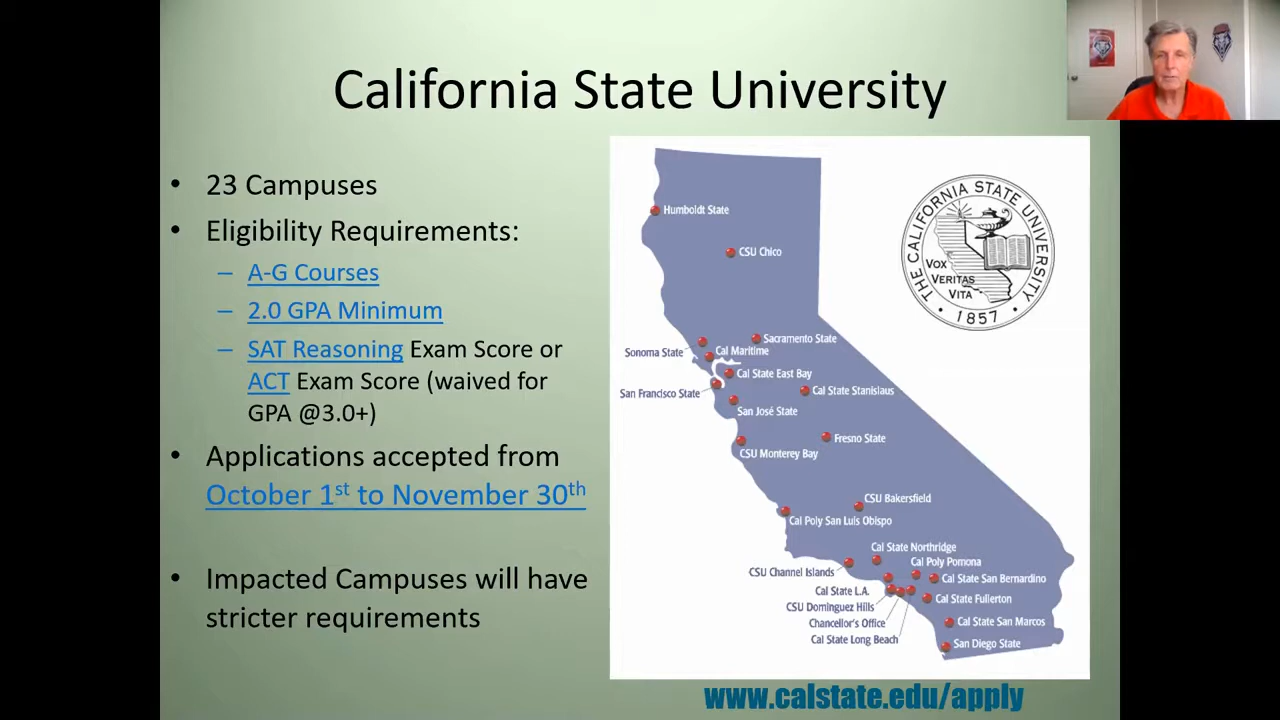 California State University
• 23 Campuses
• Eligibility Requirements:
– A-G Courses
– 2.0 GPA Minimum
– SAT Reasoning Exam Score or
ACT Exam Score (waived for
GPA @3.0+)
• Applications accepted from
October 1st to November 30th
• Impacted Campuses will have
stricter requirements
Humboldt State
CSU Chico
Sacramento State
Sonoma State
Cal Maritime
Cal State East Bay
San Francisco State
Cal State Stanislaus
San José State
Fresno State
CSU Monterey Bay
CSU Bakersfield
Cal Poly San Luis Obispo
Cal State Northridge
Cal Poly Pomona
CSU Channel Islands
Cal State San Bernardino
Cal State L.A.
Cal State Fullerton
CSU Dominguez Hills
Chancellor's Office
Cal State San Marcos
Cal State Long Beach
San Diego State
THE CALIFORNIA STATE UNIVERSITY
VOX
VERITAS
VITA
• 1857 •
www.calstate.edu/apply